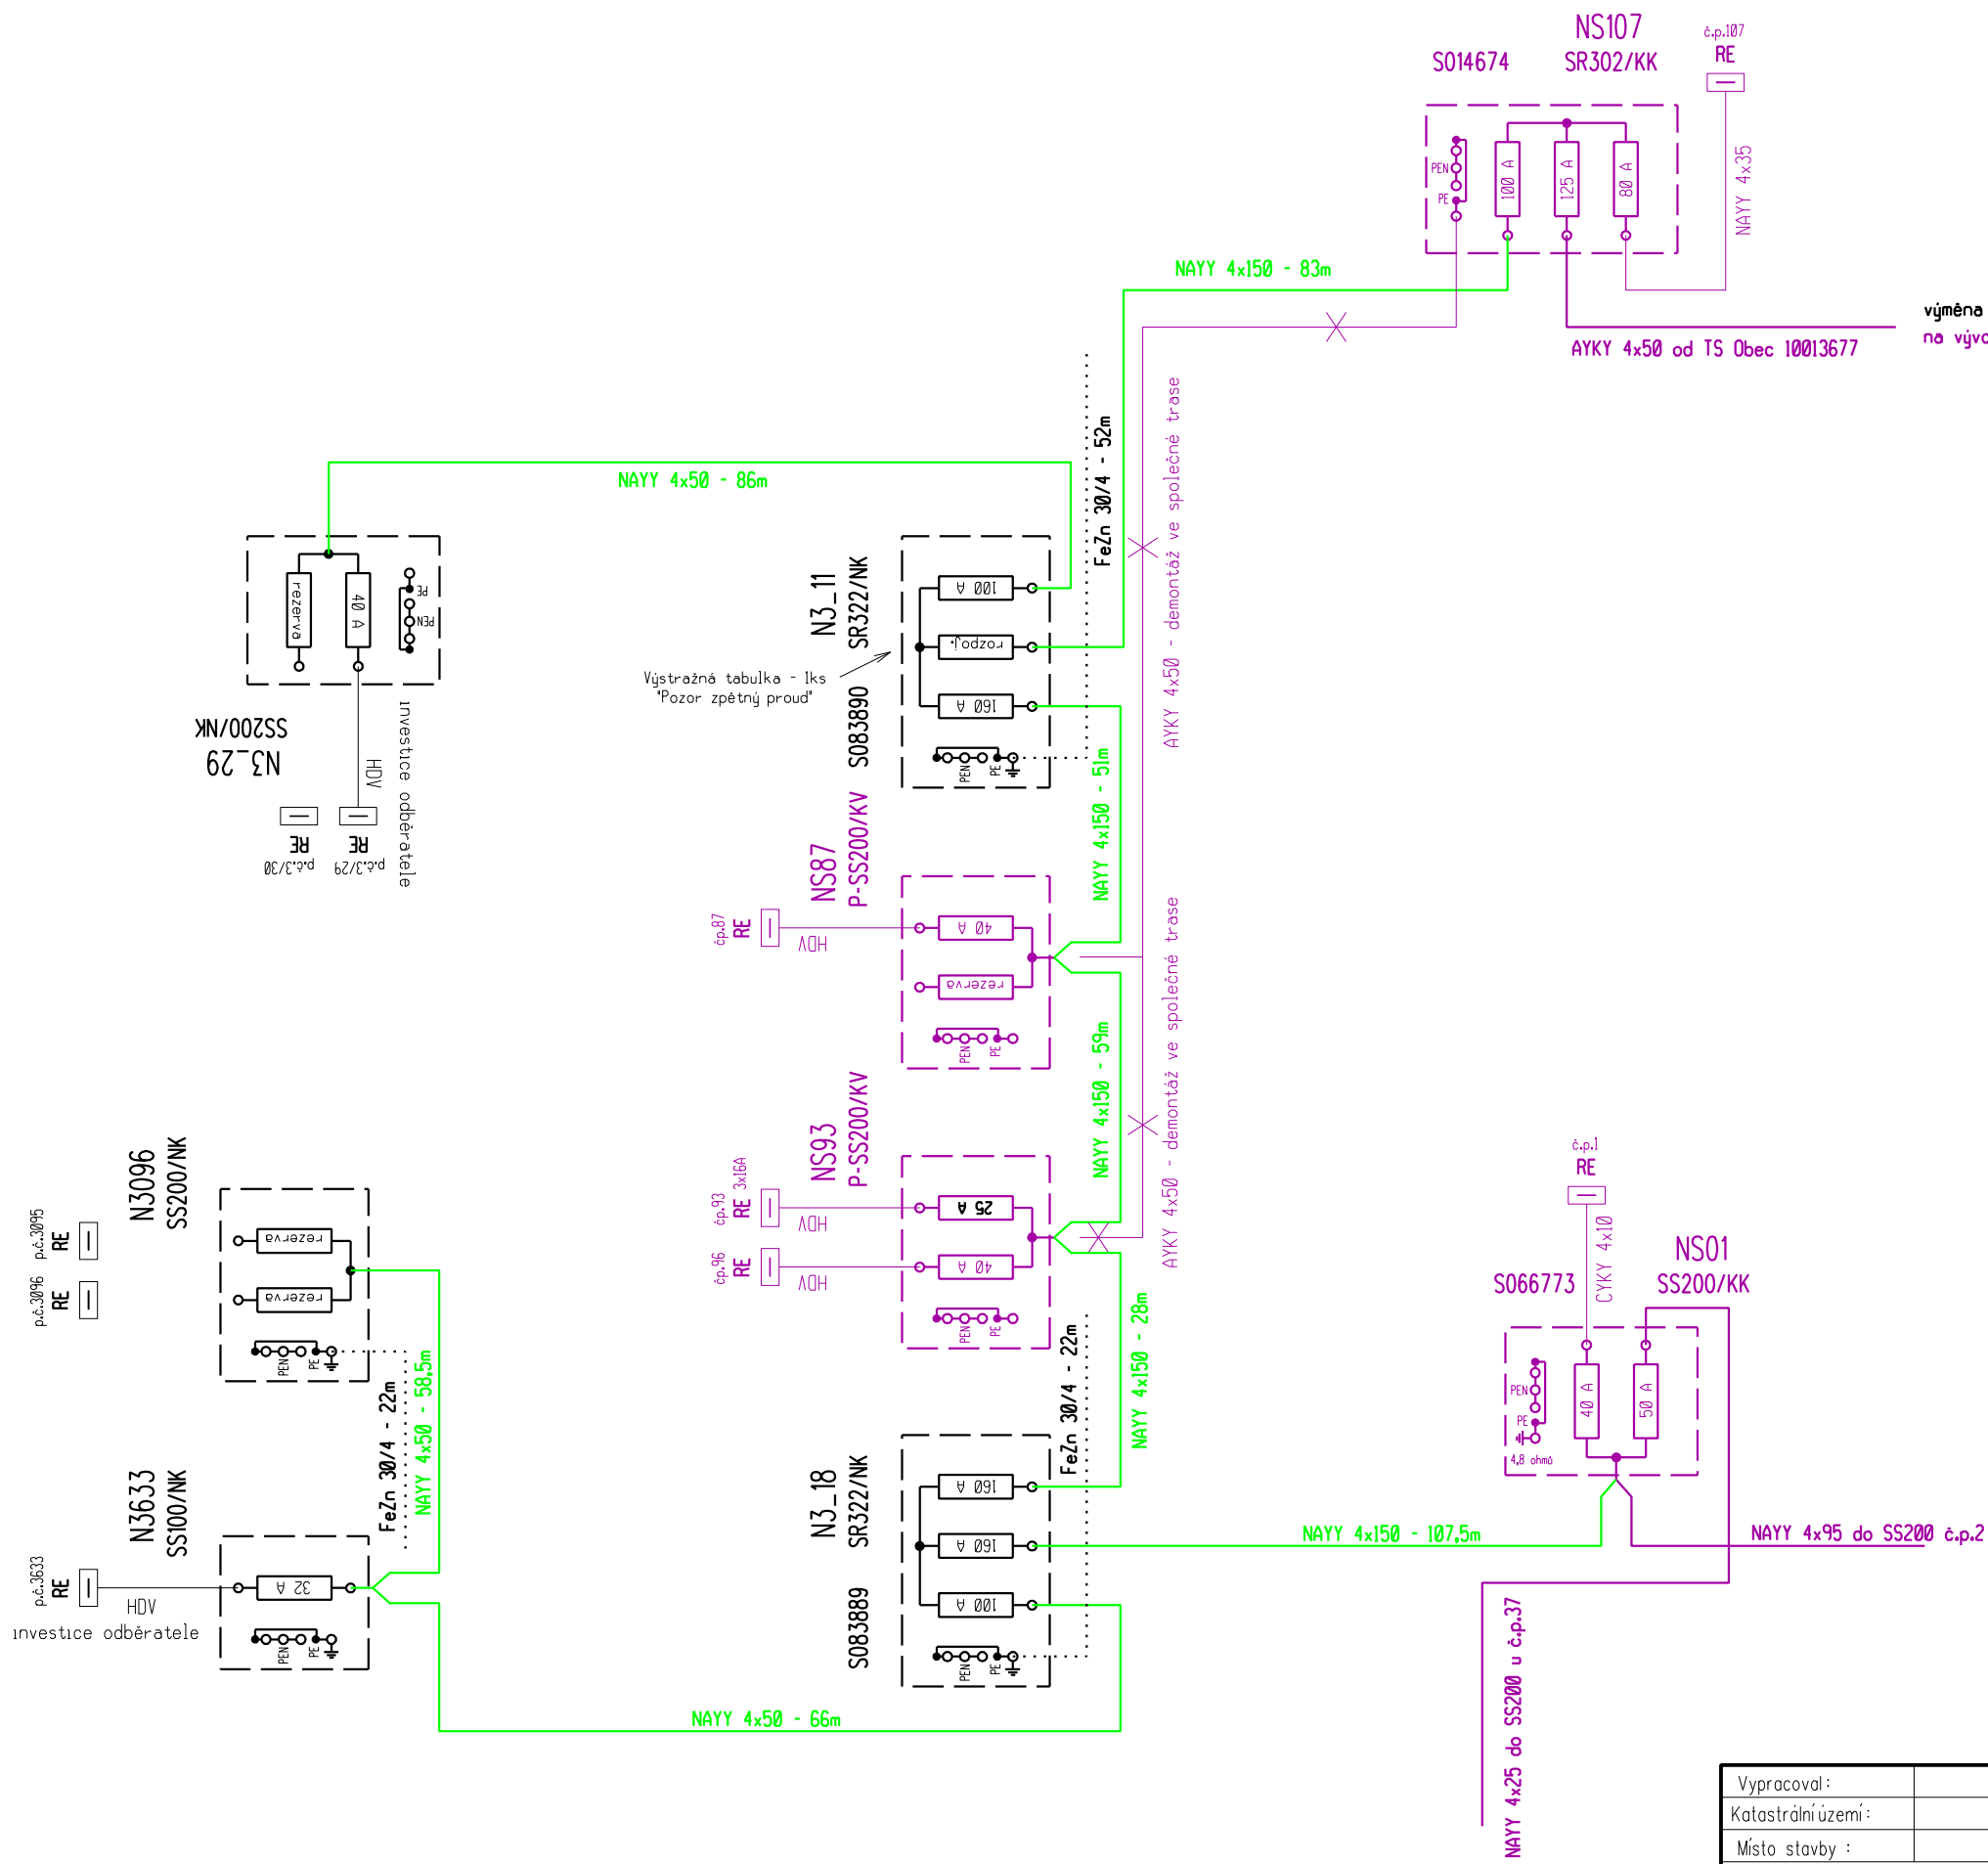 NS107
S014674
SR302/KK
č.p.107
RE
PEN
PE
100 A
125 A
80 A
NAYY 4x35
NAYY 4x150 - 83m
výměna
na vývo
AYKY 4x50 od TS Obec 10013677
AYKY 4x50 - demontáž ve společné trase
FeZn 30/4 - 52m
NAYY 4x50 - 86m
rezerva
40 A
PE
PEN
SS200/NK
N3_29
HDV
investice odběratele
RE
p.č.3/30
RE
p.č.3/29
N3_11
SR322/NK
S083890
100 A
rozpoj.
160 A
PEN
PE
Výstražná tabulka - 1ks
"Pozor zpětný proud"
NAYY 4x150 - 51m
NS87
P-SS200/KV
čp.87
RE
HDV
40 A
rezerva
PEN
PE
NAYY 4x150 - 59m
AYKY 4x50 - demontáž ve společné trase
NS93
P-SS200/KV
čp.93
RE 3x16A
HDV
25 A
čp.96
RE
HDV
40 A
PEN
PE
NAYY 4x150 - 28m
FeZn 30/4 - 22m
N3096
SS200/NK
p.č.3095
RE
p.č.3096
RE
rezerva
rezerva
PEN
PE
FeZn 30/4 - 22m
NAYY 4x50 - 58,5m
N3633
SS100/NK
p.č.3633
RE
HDV
investice odběratele
32 A
PEN
PE
N3_18
SR322/NK
S083889
160 A
160 A
100 A
PEN
PE
NAYY 4x50 - 66m
NAYY 4x150 - 107,5m
č.p.1
RE
CYKY 4x10
NS01
S066773
SS200/KK
PEN
PE
4,8 ohmů
40 A
50 A
NAYY 4x95 do SS200 č.p.2
NAYY 4x25 do SS200 u č.p.37
Vypracoval :
Katastrální území :
Místo stavby :